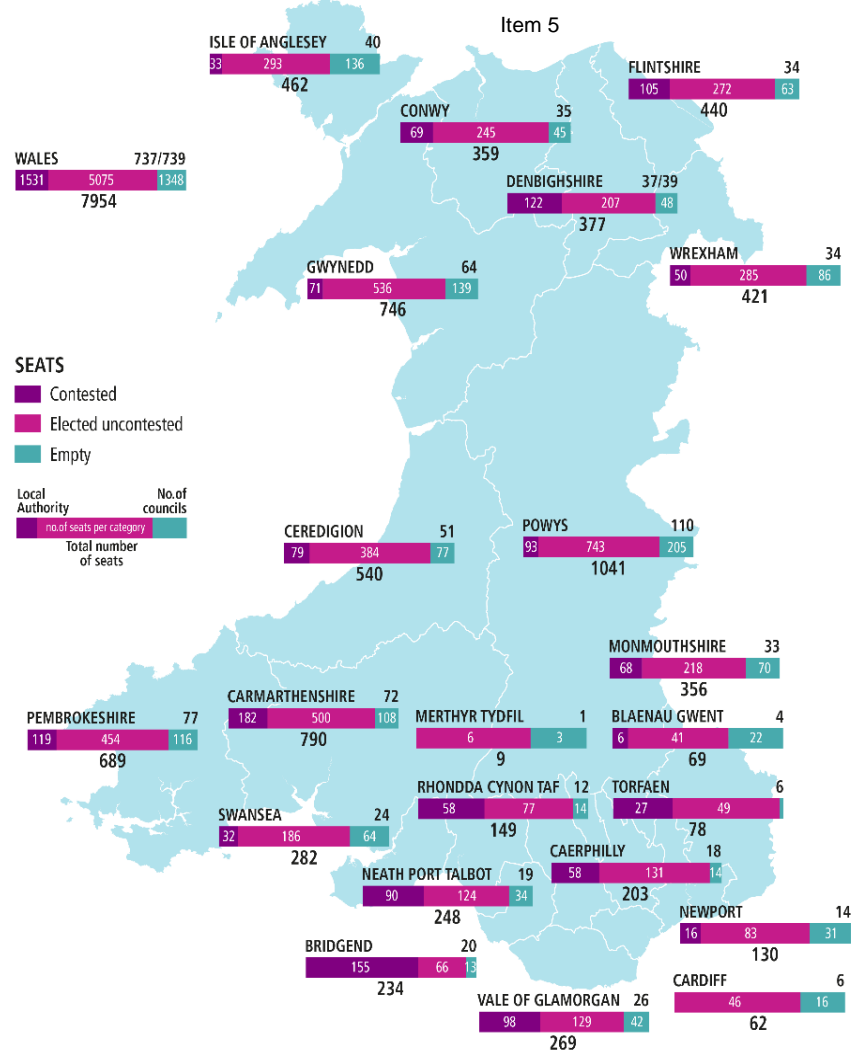 Item 5
ISLE OF ANGLESEY 40
33 293 136
462
FLINTSHIRE 34
105 272 63
440
CONWY 35
69 245 45
359
WALES 737/739
1531 5075 1348
7954
DENBIGHSHIRE 37/39
122 207 48
377
WREXHAM 34
50 285 86
421
GWYNEDD 64
71 536 139
746
SEATS
Contested
Elected uncontested
Empty
Local Authority No.of councils
no.of seats per category
Total number
of seats
CEREDIGION 51
79 384 77
540
POWYS 110
93 743 205
1041
MONMOUTHSHIRE 33
68 218 70
356
CARMARTHENSHIRE 72
182 500 108
790
PEMBROKESHIRE 77
119 454 116
689
MERTHYR TYDFIL 1
6 3
9
BLAENAU GWENT 4
6 41 22
69
RHONDDA CYNON TAF 12
58 77 14
149
TORFAEN 6
27 49
78
SWANSEA 24
32 186 64
282
CAERPHILLY 18
58 131 14
203
NEATH PORT TALBOT 19
90 124 34
248
NEWPORT 14
16 83 31
130
BRIDGEND 20
155 66 13
234
CARDIFF 6
46 16
62
VALE OF GLAMORGAN 26
98 129 42
269